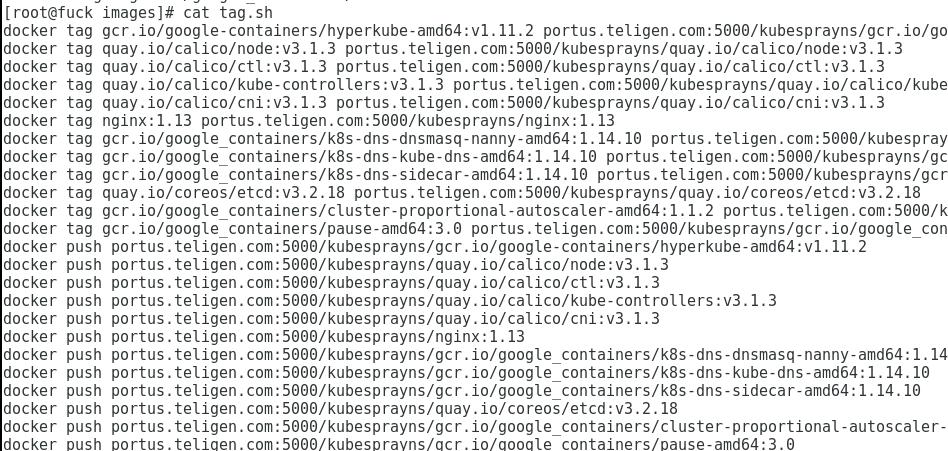 [root@fuck images]# cat tag.sh
docker tag gcr.io/google-containers/hyperkube-amd64:v1.11.2 portus.teligen.com:5000/kubesprayns/gcr.io/go
docker tag quay.io/calico/node:v3.1.3 portus.teligen.com:5000/kubesprayns/quay.io/calico/node:v3.1.3
docker tag quay.io/calico/ctl:v3.1.3 portus.teligen.com:5000/kubesprayns/quay.io/calico/ctl:v3.1.3
docker tag quay.io/calico/kube-controllers:v3.1.3 portus.teligen.com:5000/kubesprayns/quay.io/calico/kube
docker tag quay.io/calico/cni:v3.1.3 portus.teligen.com:5000/kubesprayns/quay.io/calico/cni:v3.1.3
docker tag nginx:1.13 portus.teligen.com:5000/kubesprayns/nginx:1.13
docker tag gcr.io/google_containers/k8s-dns-dnsmasq-nanny-amd64:1.14.10 portus.teligen.com:5000/kubespray
docker tag gcr.io/google_containers/k8s-dns-kube-dns-amd64:1.14.10 portus.teligen.com:5000/kubesprayns/gc
docker tag gcr.io/google_containers/k8s-dns-sidecar-amd64:1.14.10 portus.teligen.com:5000/kubesprayns/gcr
docker tag quay.io/coreos/etcd:v3.2.18 portus.teligen.com:5000/kubesprayns/quay.io/coreos/etcd:v3.2.18
docker tag gcr.io/google_containers/cluster-proportional-autoscaler-amd64:1.1.2 portus.teligen.com:5000/k
docker tag gcr.io/google_containers/pause-amd64:3.0 portus.teligen.com:5000/kubesprayns/gcr.io/google_con
docker push portus.teligen.com:5000/kubesprayns/gcr.io/google-containers/hyperkube-amd64:v1.11.2
docker push portus.teligen.com:5000/kubesprayns/quay.io/calico/node:v3.1.3
docker push portus.teligen.com:5000/kubesprayns/quay.io/calico/ctl:v3.1.3
docker push portus.teligen.com:5000/kubesprayns/quay.io/calico/kube-controllers:v3.1.3
docker push portus.teligen.com:5000/kubesprayns/quay.io/calico/cni:v3.1.3
docker push portus.teligen.com:5000/kubesprayns/nginx:1.13
docker push portus.teligen.com:5000/kubesprayns/gcr.io/google_containers/k8s-dns-dnsmasq-nanny-amd64:1.14
docker push portus.teligen.com:5000/kubesprayns/gcr.io/google_containers/k8s-dns-kube-dns-amd64:1.14.10
docker push portus.teligen.com:5000/kubesprayns/gcr.io/google_containers/k8s-dns-sidecar-amd64:1.14.10
docker push portus.teligen.com:5000/kubesprayns/quay.io/coreos/etcd:v3.2.18
docker push portus.teligen.com:5000/kubesprayns/gcr.io/google_containers/cluster-proportional-autoscaler-
docker push portus.teligen.com:5000/kubesprayns/gcr.io/google_containers/pause-amd64:3.0